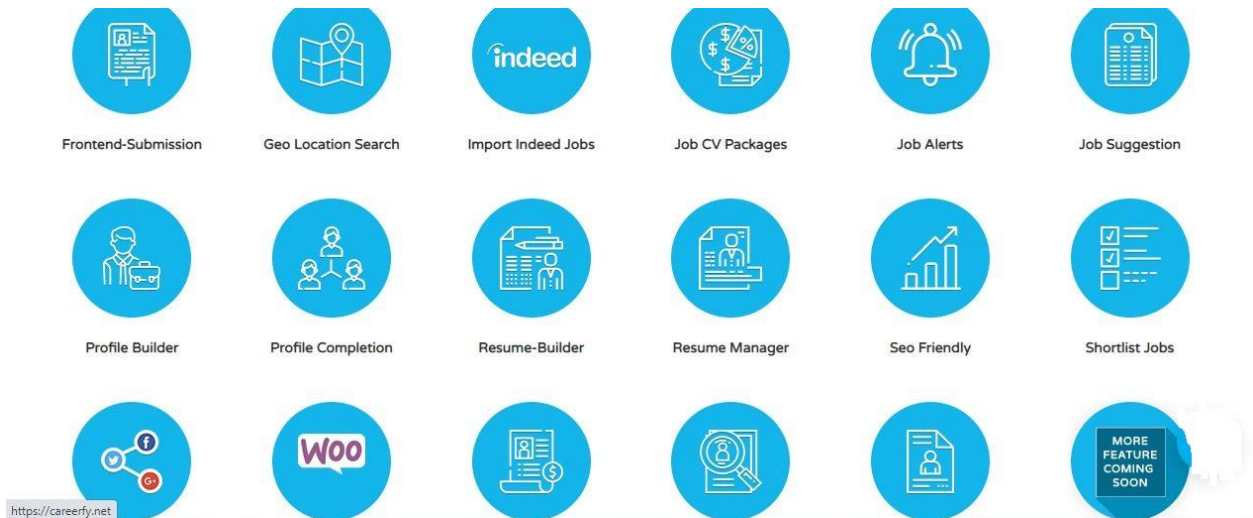 indeed
$
$
$
%
Frontend-Submission
Geo Location Search
Import Indeed Jobs
Job CV Packages
Job Alerts
Job Suggestion
Profile Builder
Profile Completion
Resume-Builder
Resume Manager
Seo Friendly
Shortlist Jobs
f
G+
WOO
$
MORE
FEATURE
COMING
SOON
https://careerfy.net